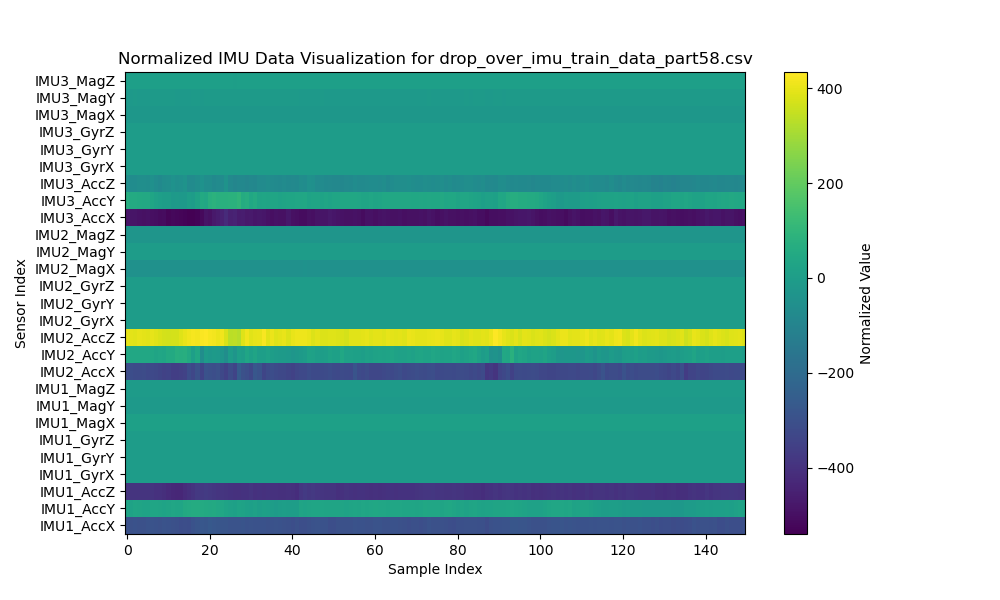 Normalized IMU Data Visualization for drop_over_imu_train_data_part58.csv
IMU3_MagZ
IMU3_MagY
IMU3_MagX
IMU3_GyrZ
IMU3_GyrY
IMU3_GyrX
IMU3_AccZ
IMU3_AccY
IMU3_AccX
IMU2_MagZ
IMU2_MagY
IMU2_MagX
IMU2_GyrZ
IMU2_GyrY
IMU2_GyrX
IMU2_AccZ
IMU2_AccY
IMU2_AccX
IMU1_MagZ
IMU1_MagY
IMU1_MagX
IMU1_GyrZ
IMU1_GyrY
IMU1_GyrX
IMU1_AccZ
IMU1_AccY
IMU1_AccX
Sensor Index
0 20 40 60 80 100 120 140
Sample Index
400
200
0
−200
−400
Normalized Value